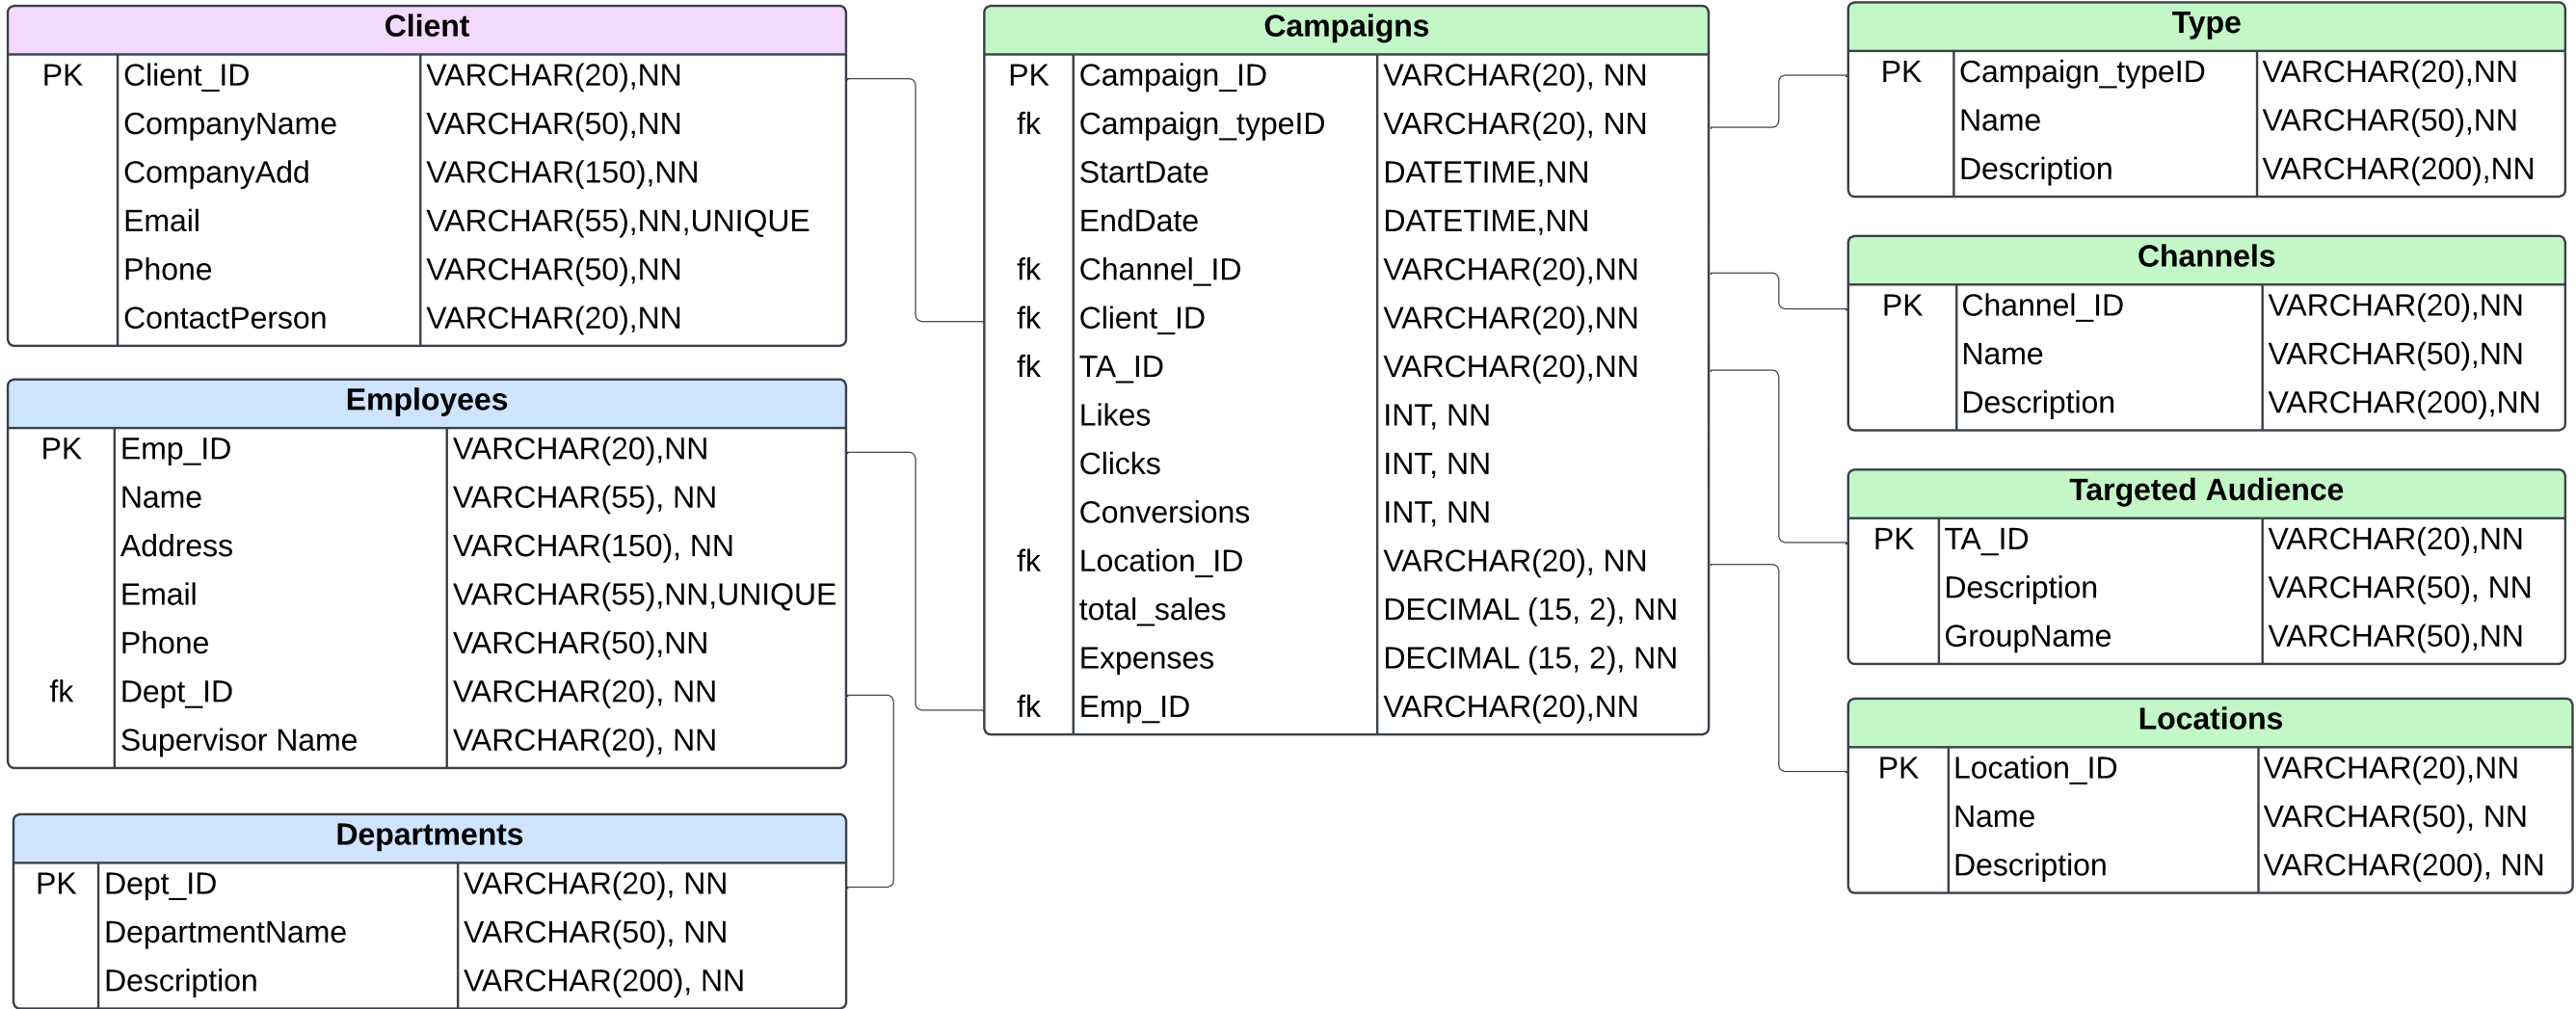 Client
PK Client_ID VARCHAR(20),NN
CompanyName VARCHAR(50),NN
CompanyAdd VARCHAR(150),NN
Email VARCHAR(55),NN,UNIQUE
Phone VARCHAR(50),NN
ContactPerson VARCHAR(20),NN
Employees
PK Emp_ID VARCHAR(20),NN
Name VARCHAR(55), NN
Address VARCHAR(150), NN
Email VARCHAR(55),NN,UNIQUE
Phone VARCHAR(50),NN
fk Dept_ID VARCHAR(20), NN
Supervisor Name VARCHAR(20), NN
Departments
PK Dept_ID VARCHAR(20), NN
DepartmentName VARCHAR(50), NN
Description VARCHAR(200), NN
Campaigns
PK Campaign_ID VARCHAR(20), NN
fk Campaign_typeID VARCHAR(20), NN
StartDate DATETIME,NN
EndDate DATETIME,NN
fk Channel_ID VARCHAR(20),NN
fk Client_ID VARCHAR(20),NN
fk TA_ID VARCHAR(20),NN
Likes INT, NN
Clicks INT, NN
Conversions INT, NN
fk Location_ID VARCHAR(20), NN
total_sales DECIMAL (15, 2), NN
Expenses DECIMAL (15, 2), NN
fk Emp_ID VARCHAR(20),NN
Type
PK Campaign_typeID VARCHAR(20),NN
Name VARCHAR(50),NN
Description VARCHAR(200),NN
Channels
PK Channel_ID VARCHAR(20),NN
Name VARCHAR(50),NN
Description VARCHAR(200),NN
Targeted Audience
PK TA_ID VARCHAR(20),NN
Description VARCHAR(50), NN
GroupName VARCHAR(50),NN
Locations
PK Location_ID VARCHAR(20),NN
Name VARCHAR(50), NN
Description VARCHAR(200), NN